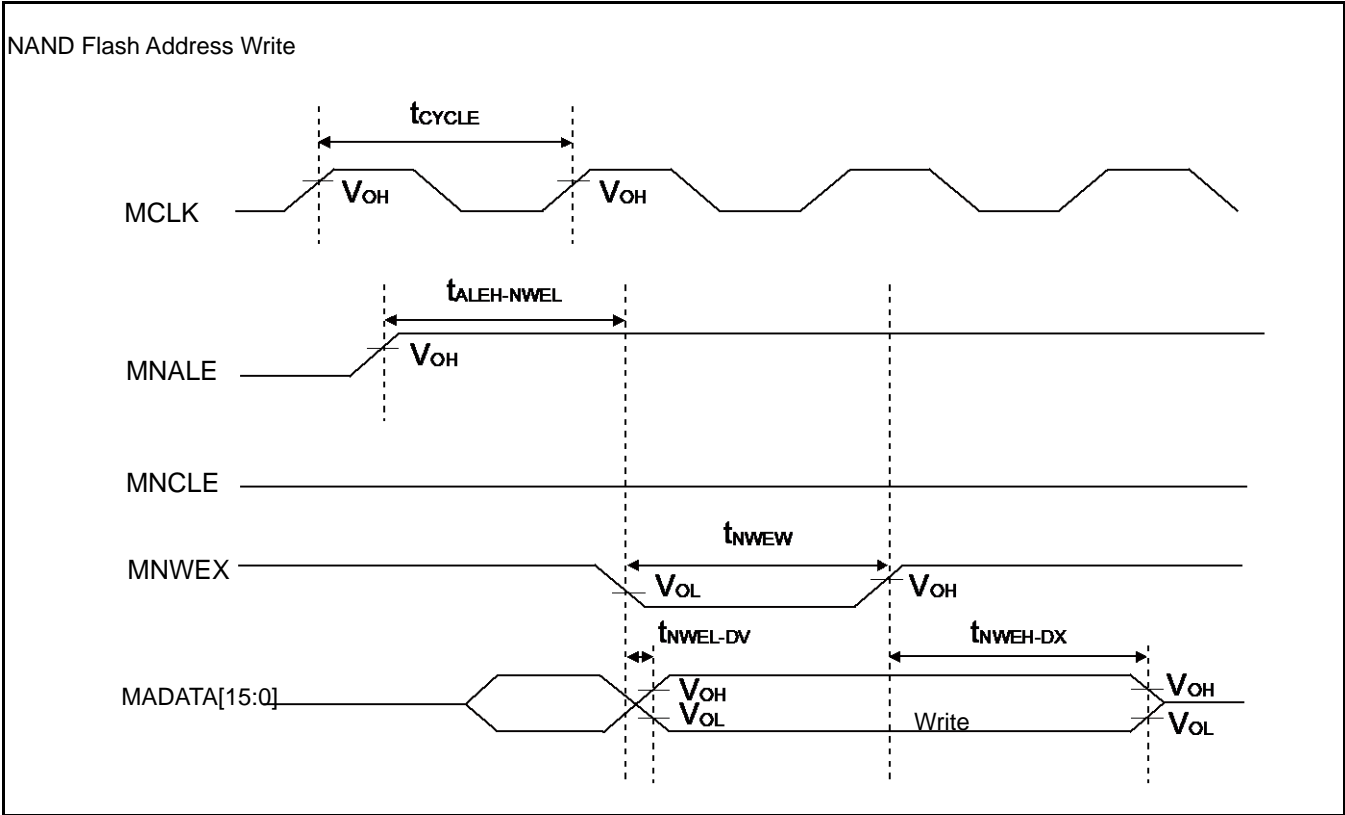 NAND Flash Address Write
tCYCLE
MCLK VOH VOH
tALEH-NWEL
MNALE VOH
MNCLE
tNWEW
MNWEX VOL VOH
tNWEL-DV tNWEH-DX
MADATA[15:0] VOH VOH
VOL Write VOL